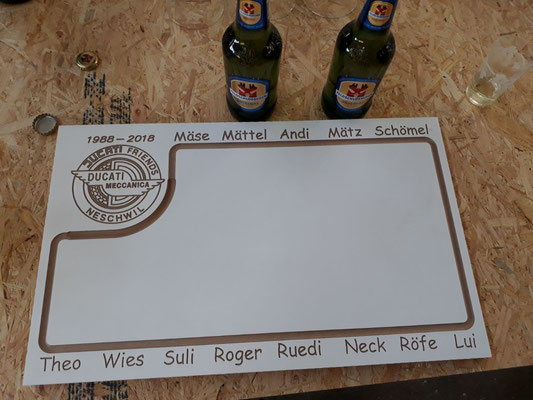 1988 – 2018
Mäse Mättel Andi Mätz Schömel
DUCATI FRIENDS
DUCATI
MECCANICA
NESCHWIL
Theo Wies Suli Roger Ruedi Neck Röfe Lui